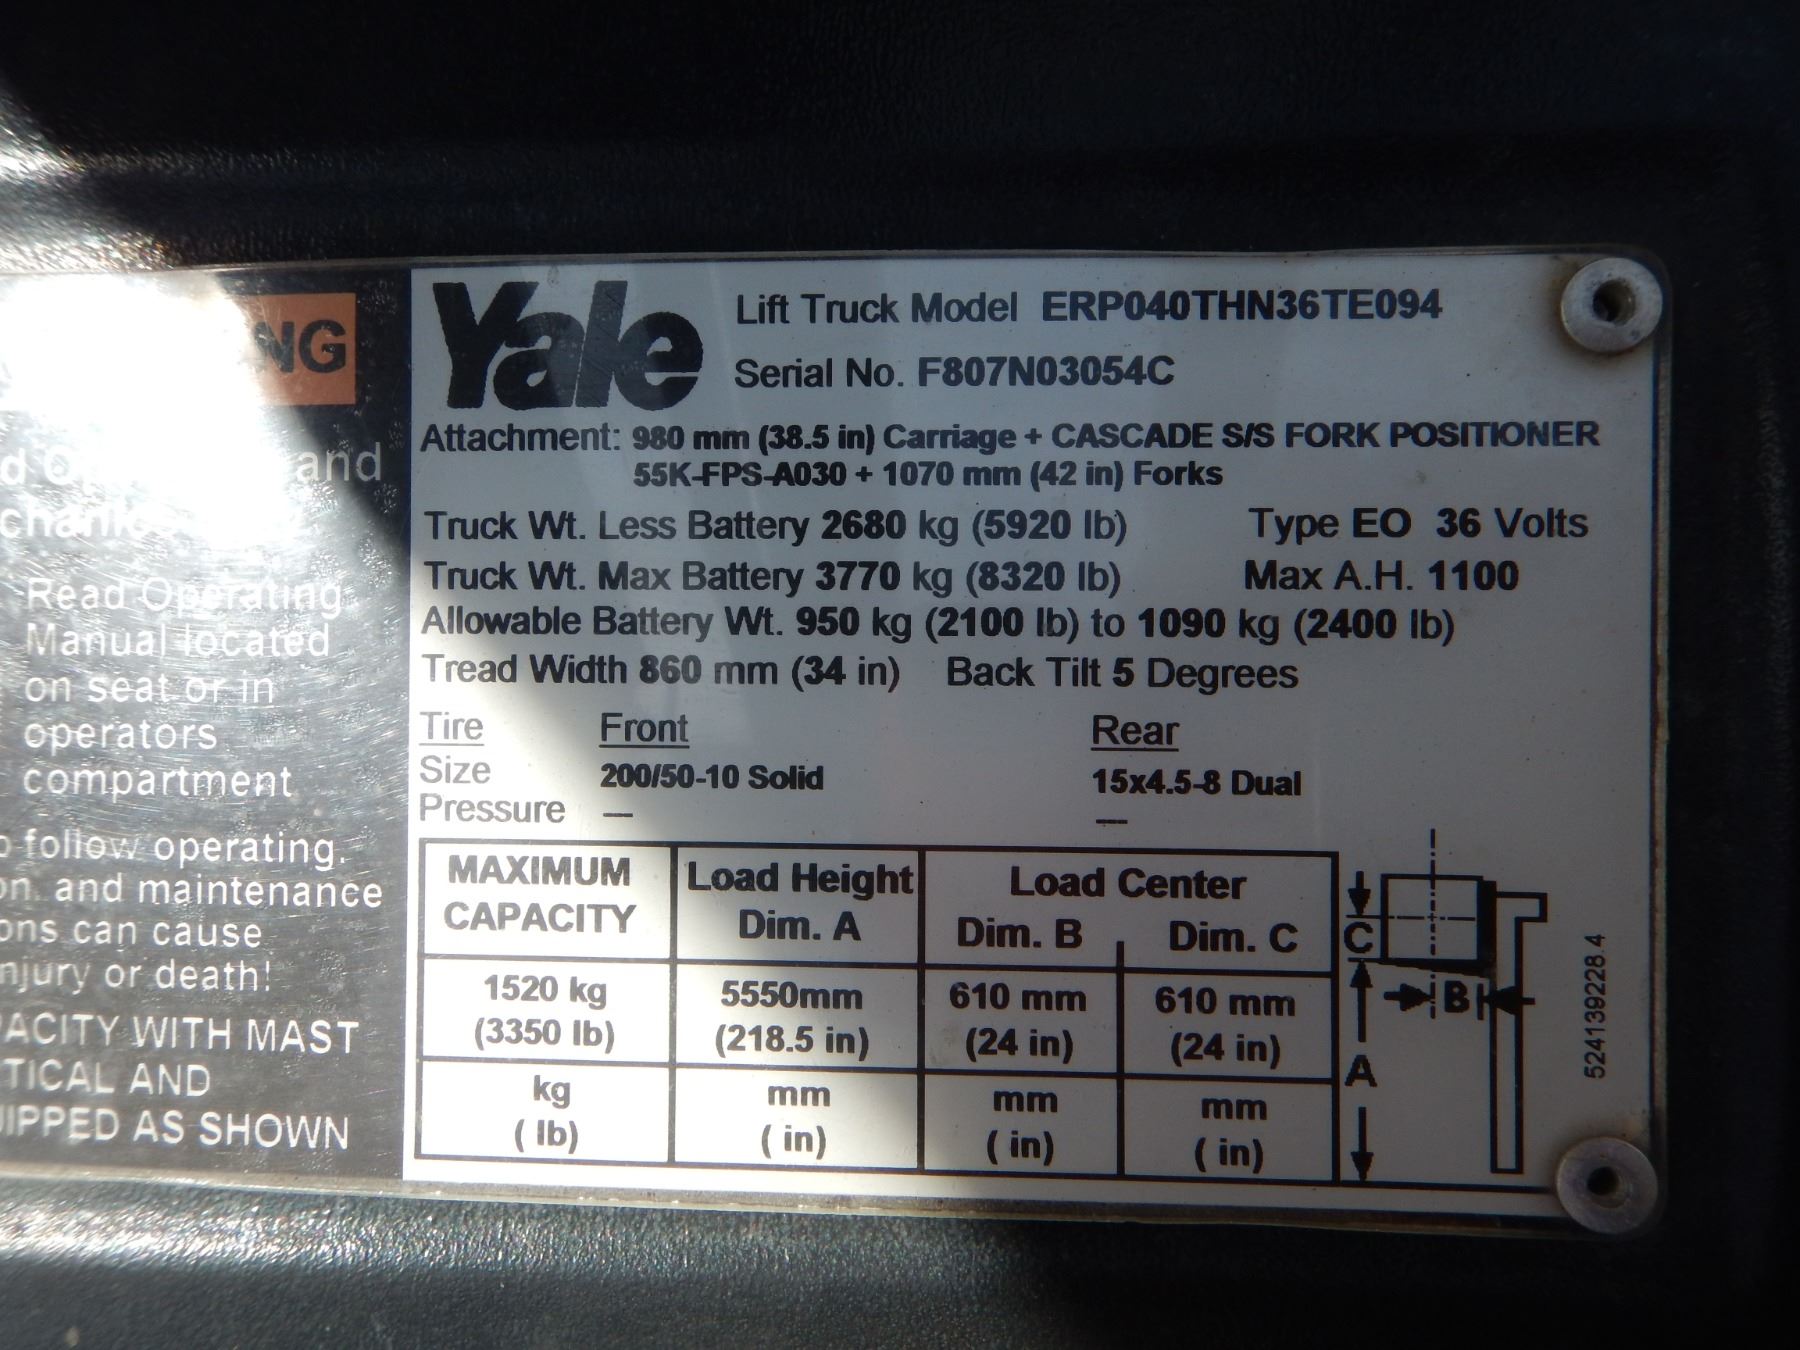 NG
and
Read Operating
Manual located
on seat or in
operators
compartment
follow operating.
and maintenance
can cause
or death!
WITH MAST
AND
AS SHOWN
Yale
Lift Truck Model ERP040THN36TE094
Serial No. F807N03054C
Attachment: 980 mm (38.5 in) Carriage + CASCADE S/S FORK POSITIONER
55K-FPS-A030 + 1070 mm (42 in) Forks
Truck Wt. Less Battery 2680 kg (5920 lb) Type EO 36 Volts
Truck Wt. Max Battery 3770 kg (8320 lb) Max A.H. 1100
Allowable Battery Wt. 950 kg (2100 lb) to 1090 kg (2400 lb)
Tread Width 860 mm (34 in) Back Tilt 5 Degrees
Tire Front Rear
Size 200/50-10 Solid 15x4.5-8 Dual
Pressure — —
MAXIMUM Load Height Load Center
CAPACITY Dim. A Dim. B Dim. C
1520 kg 5550mm 610 mm 610 mm
(3350 lb) (218.5 in) (24 in) (24 in)
kg mm mm mm
( lb) ( in) ( in) ( in)
C
B
A
524139228.4